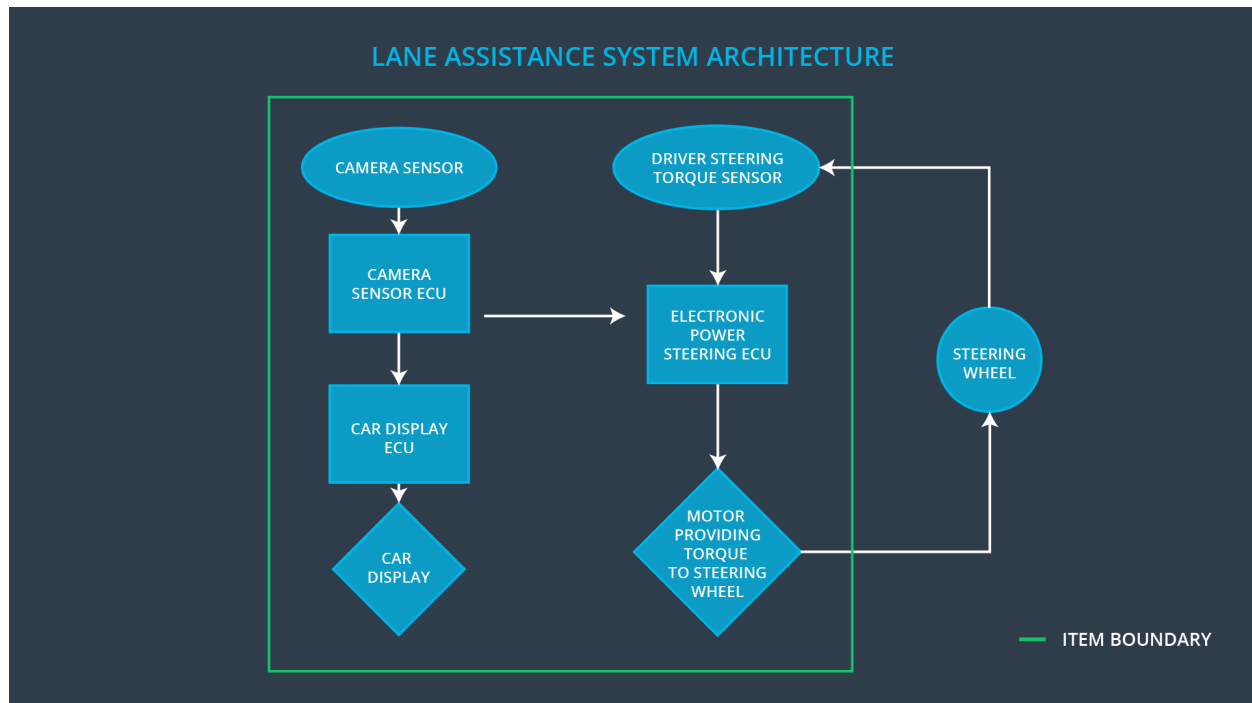 LANE ASSISTANCE SYSTEM ARCHITECTURE
CAMERA SENSOR
DRIVER STEERING
TORQUE SENSOR
CAMERA
SENSOR ECU
ELECTRONIC
POWER
STEERING ECU
STEERING
WHEEL
CAR DISPLAY
ECU
CAR
DISPLAY
MOTOR
PROVIDING
TORQUE
TO STEERING
WHEEL
ITEM BOUNDARY